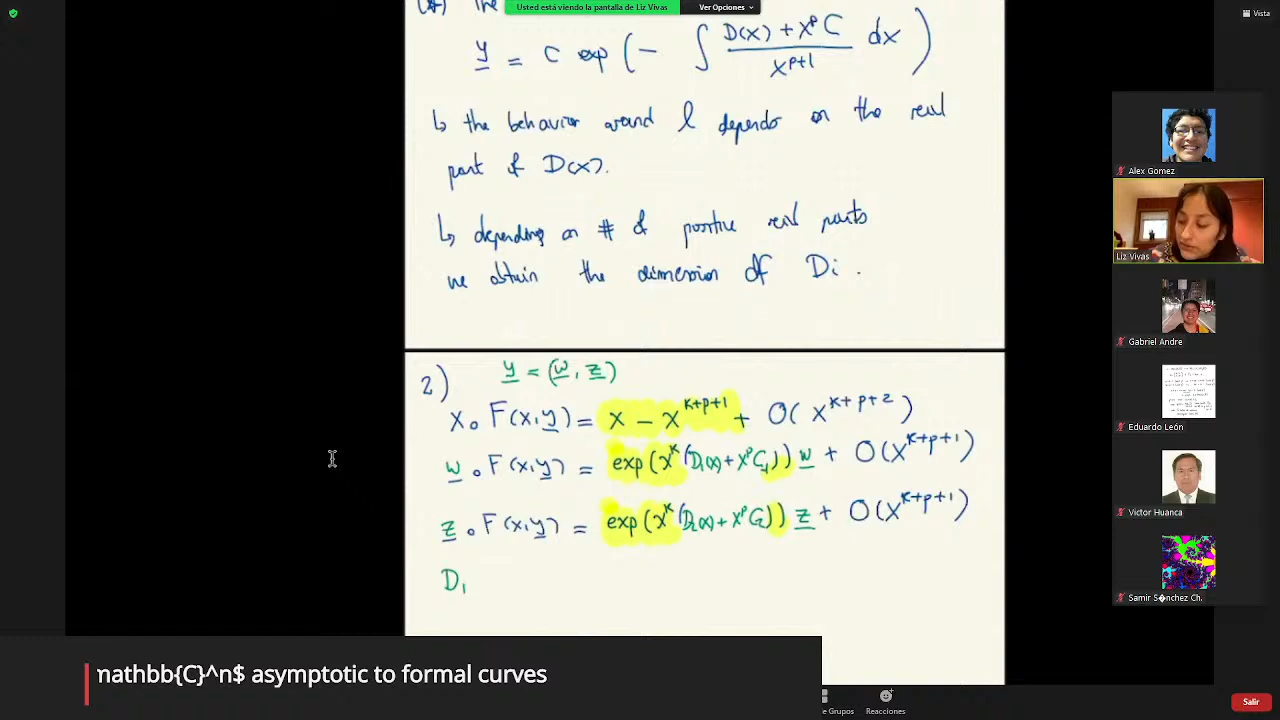 Usted está viendo la pantalla de Liz Vivas
Ver Opciones
Vista
the
y = C exp ( - ∫ D(x) + x^p C / x^{p+1} dx )
↳ the behavior around l depends on the real
part of D(x).
↳ depending on # of positive real parts
we obtain the dimension of Di .
2) y = (w, z)
x ∘ F(x, y) = x - x^{k+p+1} + O( x^{k+p+2} )
w ∘ F(x, y) = exp(x^k (D₁(x) + x^p C₁)) w + O(x^{k+p+1})
z ∘ F(x, y) = exp(x^k (D₂(x) + x^p C₂)) z + O(x^{k+p+1})
D₁
Alex Gomez
Liz Vivas
Gabriel Andre
Eduardo León
Victor Huanca
Samir S�nchez Ch.
nathbb{C}^n$ asymptotic to formal curves
e Grupos
Reacciones
Salir